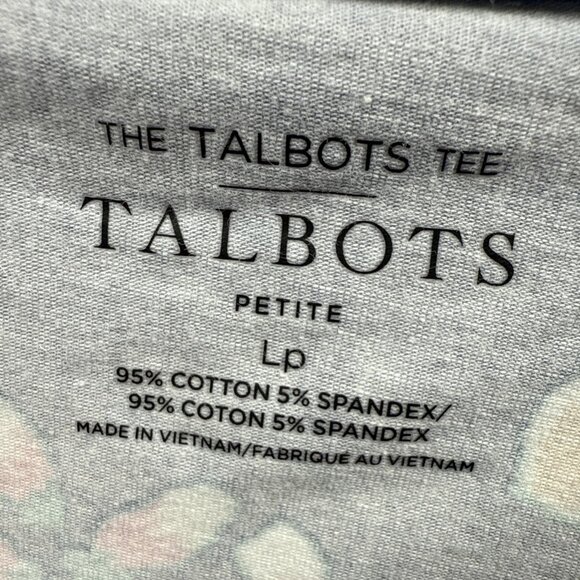 THE TALBOTS TEE
TALBOTS
PETITE
Lp
95% COTTON 5% SPANDEX/
95% COTON 5% SPANDEX
MADE IN VIETNAM/FABRIQUÉ AU VIETNAM